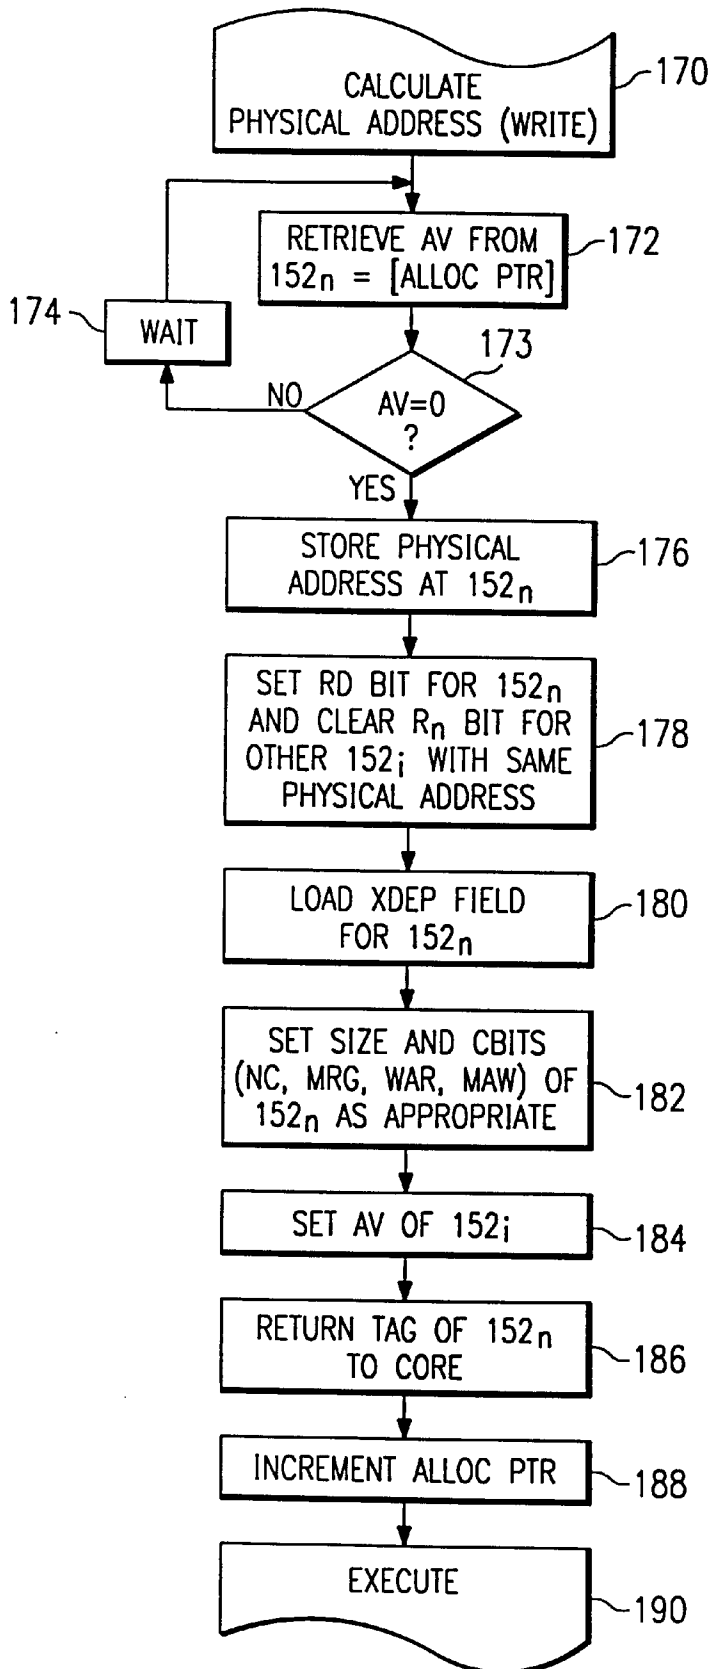 CALCULATE
PHYSICAL ADDRESS (WRITE)
170
RETRIEVE AV FROM
152n = [ALLOC PTR]
172
174
WAIT
173
NO
AV=0
?
YES
STORE PHYSICAL
ADDRESS AT 152n
176
SET RD BIT FOR 152n
AND CLEAR Rn BIT FOR
OTHER 152i WITH SAME
PHYSICAL ADDRESS
178
LOAD XDEP FIELD
FOR 152n
180
SET SIZE AND CBITS
(NC, MRG, WAR, MAW) OF
152n AS APPROPRIATE
182
SET AV OF 152i
184
RETURN TAG OF 152n
TO CORE
186
INCREMENT ALLOC PTR
188
EXECUTE
190